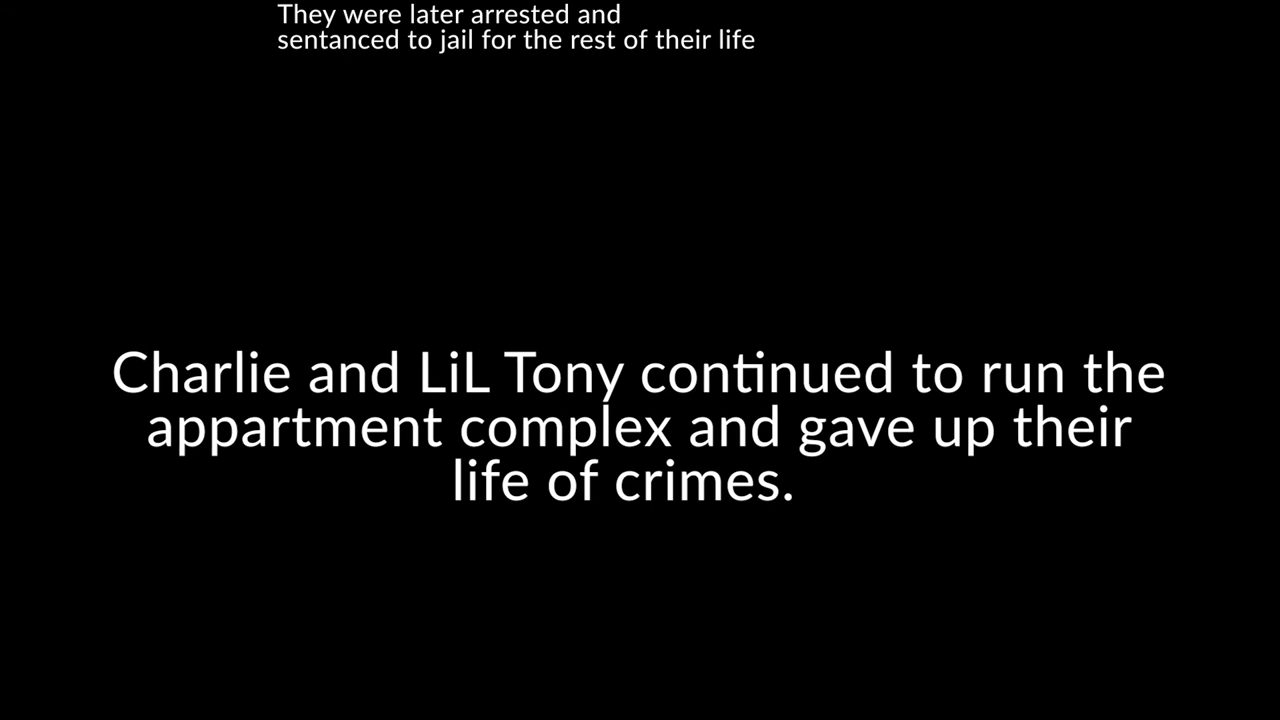 They were later arrested and
sentanced to jail for the rest of their life
Charlie and LiL Tony continued to run the
appartment complex and gave up their
life of crimes.